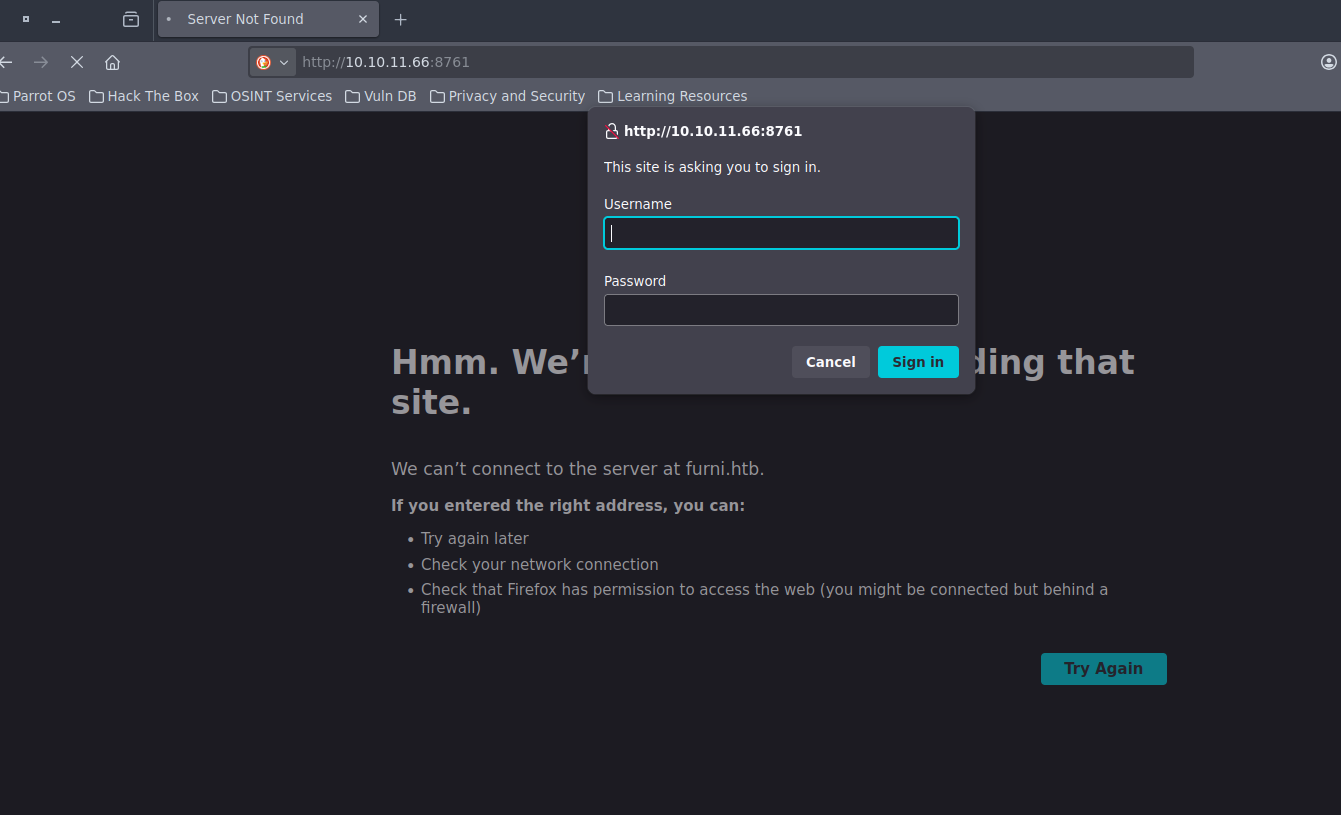 Server Not Found
http://10.10.11.66:8761
Parrot OS Hack The Box OSINT Services Vuln DB Privacy and Security Learning Resources
http://10.10.11.66:8761
This site is asking you to sign in.
Username
Password
Cancel Sign in
Hmm. We’ ding that
site.
We can’t connect to the server at furni.htb.
If you entered the right address, you can:
• Try again later
• Check your network connection
• Check that Firefox has permission to access the web (you might be connected but behind a
firewall)
Try Again